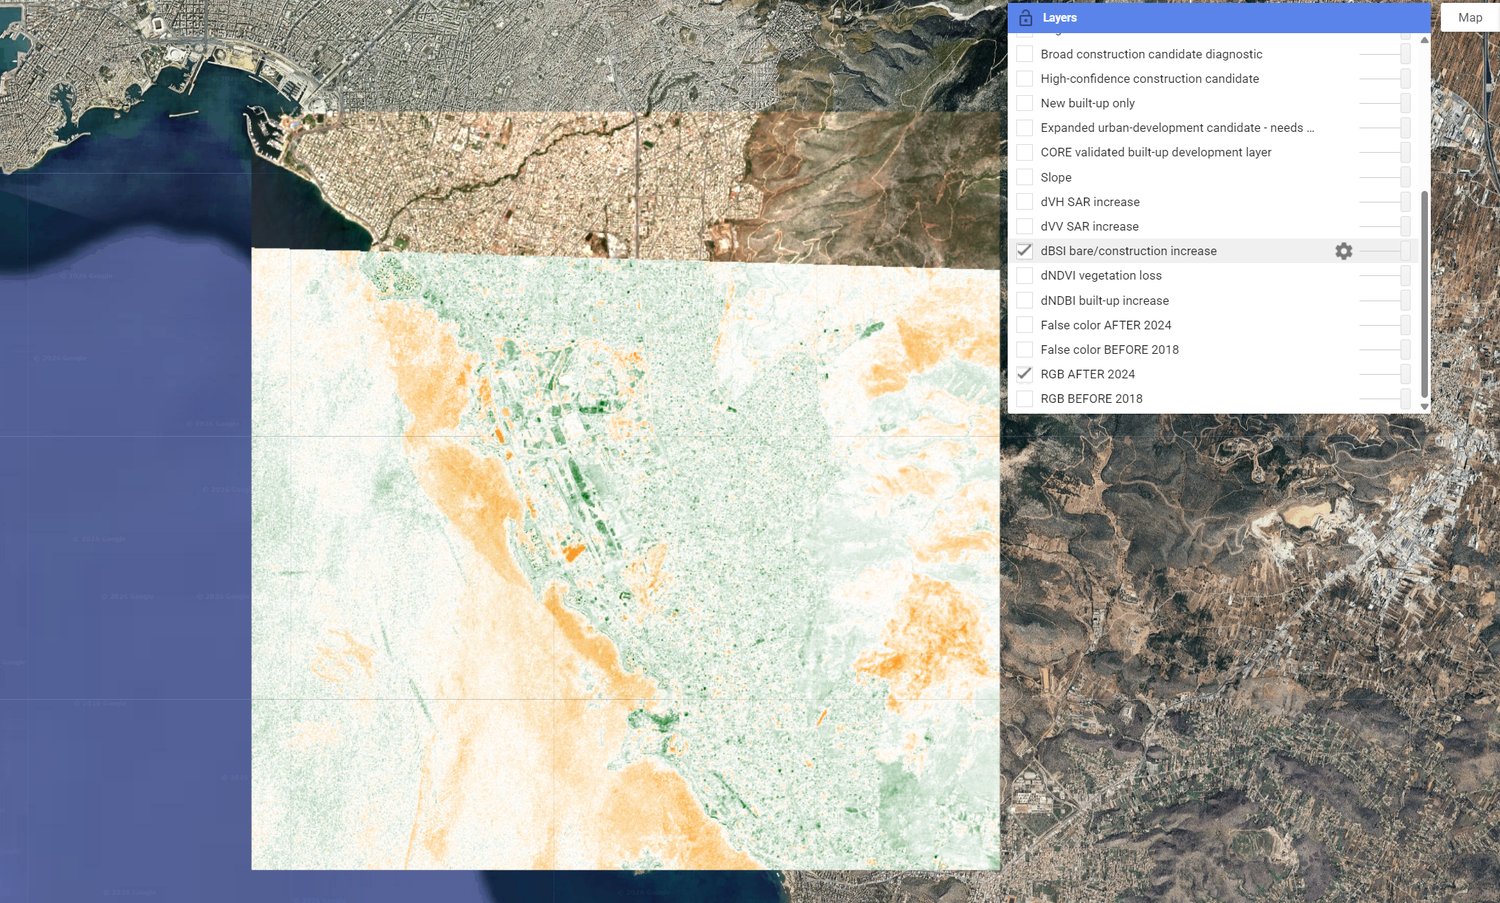 Layers
Map
Broad construction candidate diagnostic
High-confidence construction candidate
New built-up only
Expanded urban-development candidate - needs ...
CORE validated built-up development layer
Slope
dVH SAR increase
dVV SAR increase
dBSI bare/construction increase
dNDVI vegetation loss
dNDBI built-up increase
False color AFTER 2024
False color BEFORE 2018
RGB AFTER 2024
RGB BEFORE 2018